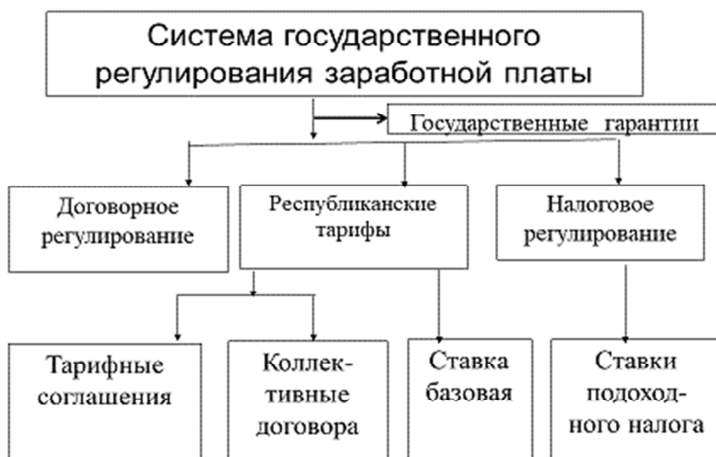 Система государственного
регулирования заработной платы
Государственные гарантии
Договорное
регулирование
Республиканские
тарифы
Налоговое
регулирование
Тарифные
соглашения
Коллек-
тивные
договора
Ставка
базовая
Ставки
подоход-
ного налога